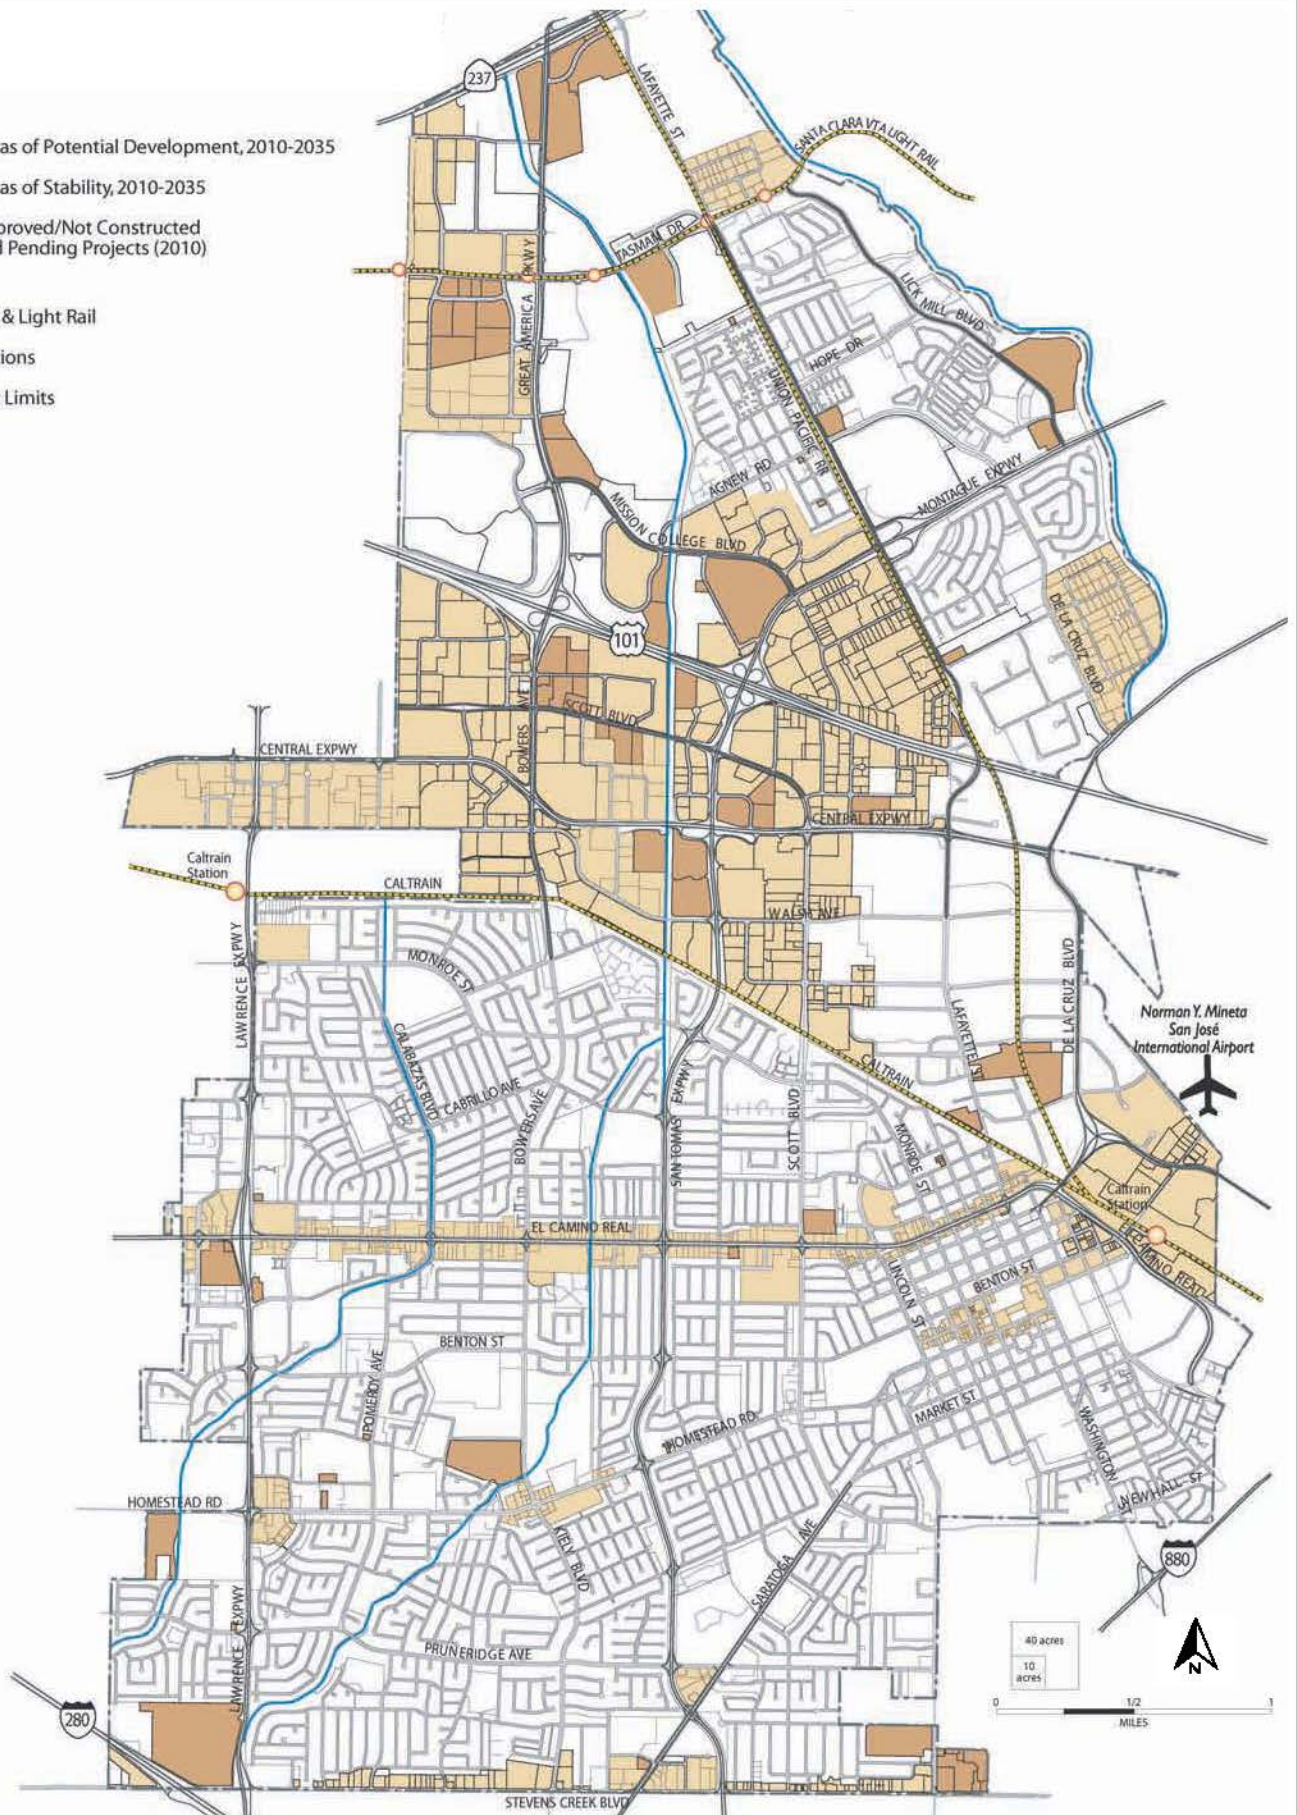 as of Potential Development, 2010-2035
as of Stability, 2010-2035
proved/Not Constructed
d Pending Projects (2010)
& Light Rail
ions
Limits
237
LAFAYETTE ST
SANTA CLARA VTA LIGHT RAIL
TASMAN DR
GREAT AMERICA PKWY
LICK MILL BLVD
HOPE DR
UNION PACIFIC RR
AGNEW RD
MONTAGUE EXPWY
MISSION COLLEGE BLVD
DE LA CRUZ BLVD
101
SCOTT BLVD
BOWERS AVE
CENTRAL EXPWY
CENTRAL EXPWY
Caltrain
Station
CALTRAIN
WALSH AVE
LAWRENCE EXPWY
MONROE ST
DE LA CRUZ BLVD
LAFAYETTE ST
Norman Y. Mineta
San José
International Airport
CALABAZAS BLVD
CABRILLO AVE
BOWERS AVE
SAN TOMAS EXPWY
SCOTT BLVD
CALTRAIN
MONROE ST
Caltrain
Station
EL CAMINO REAL
EL CAMINO REAL
LINCOLN ST
BENTON ST
BENTON ST
POMEROY AVE
MARKET ST
HOMESTEAD RD
WASHINGTON ST
NEWHALL ST
HOMESTEAD RD
KIELY BLVD
SARATOGA AVE
880
LAWRENCE EXPWY
PRUNERIDGE AVE
40 acres
10
acres
N
0 1/2 1
MILES
280
STEVENS CREEK BLVD